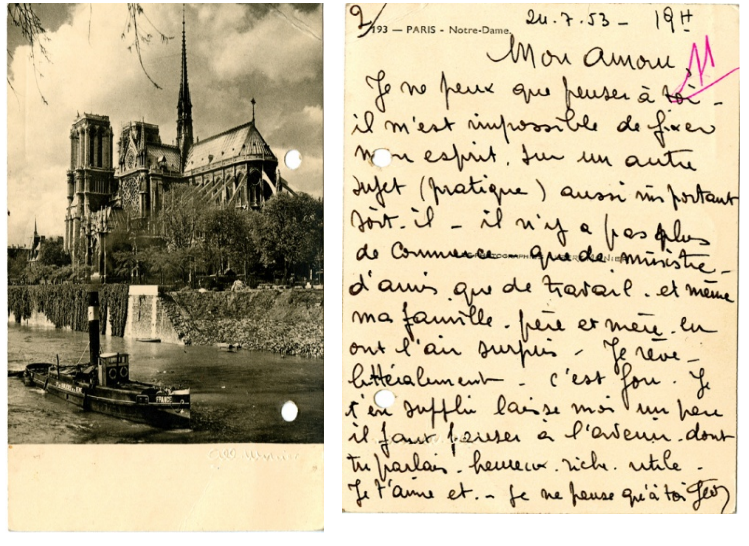 FRANCE
2/
24.7.53 - 19H
193 — PARIS - Notre-Dame.
Mon amour
11
Je ne peux que penser à toi -
il m'est impossible de fixer
mon esprit. sur un autre
sujet (pratique) aussi important
soit-il - il n'y a pas plus
de commerce que de ministre -
d'amis que de travail. et même
ma famille. père et mère. en
ont l'air surpris - Je rêve -
littéralement - c'est fou. Je
t'en supplie laisse moi un peu
il faut penser à l'avenir. dont
tu parlais. heureux. riche. utile -
Je t'aime et. - je ne pense qu'à toi Geo